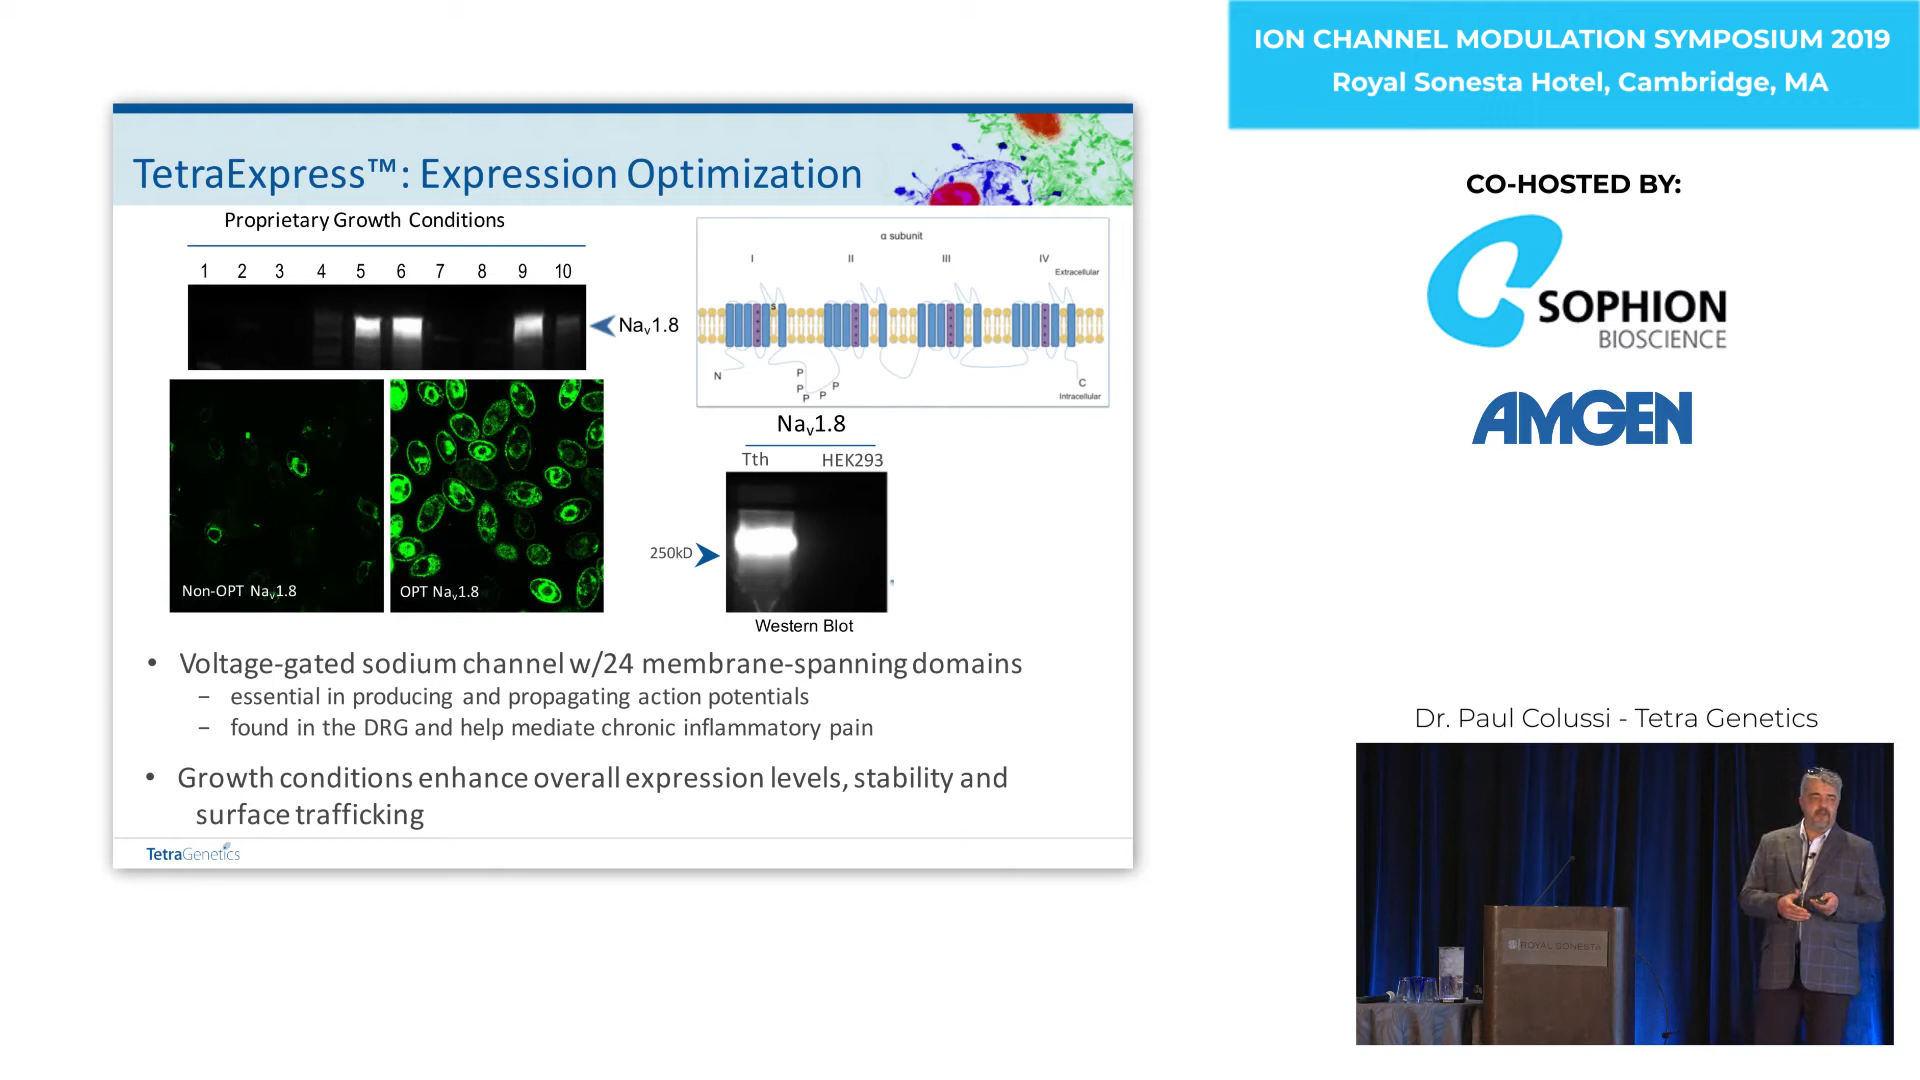 ION CHANNEL MODULATION SYMPOSIUM 2019
Royal Sonesta Hotel, Cambridge, MA
CO-HOSTED BY:
SOPHION
BIOSCIENCE
AMGEN
TetraExpress™: Expression Optimization
Proprietary Growth Conditions
1 2 3 4 5 6 7 8 9 10
Nav1.8
Non-OPT Nav1.8
OPT Nav1.8
α subunit
I II III IV
Extracellular
S
N
P
P
P
P
P
C
Intracellular
Nav1.8
Tth HEK293
250kD
Western Blot
• Voltage-gated sodium channel w/24 membrane-spanning domains
– essential in producing and propagating action potentials
– found in the DRG and help mediate chronic inflammatory pain
• Growth conditions enhance overall expression levels, stability and
surface trafficking
TetraGenetics
Dr. Paul Colussi - Tetra Genetics
ROYAL SONESTA